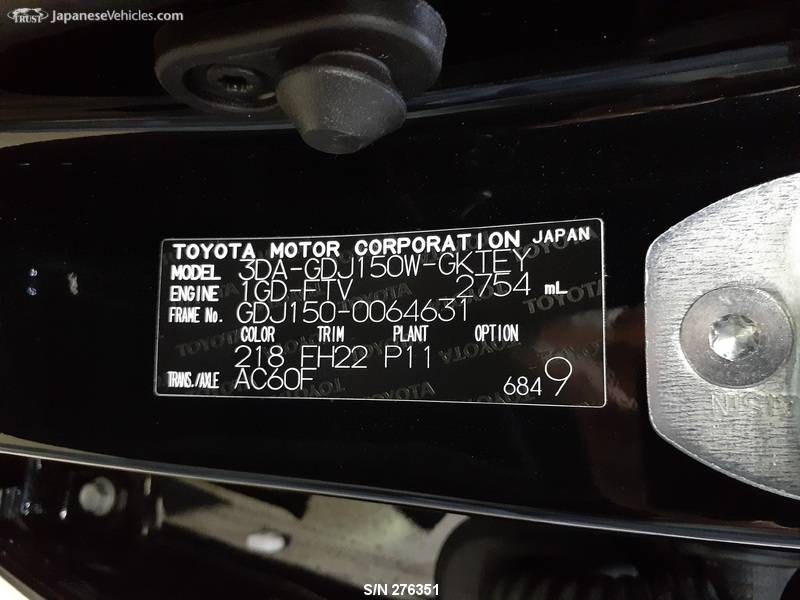 TRUST JapaneseVehicles.com
TOYOTA MOTOR CORPORATION JAPAN
MODEL 3DA-GDJ150W-GKTEY
ENGINE 1GD-FTV 2754 mL
FRAME No. GDJ150-0064631
COLOR TRIM PLANT OPTION
218 FH22 P11
TRANS./AXLE AC60F
684 9
S/N 276351